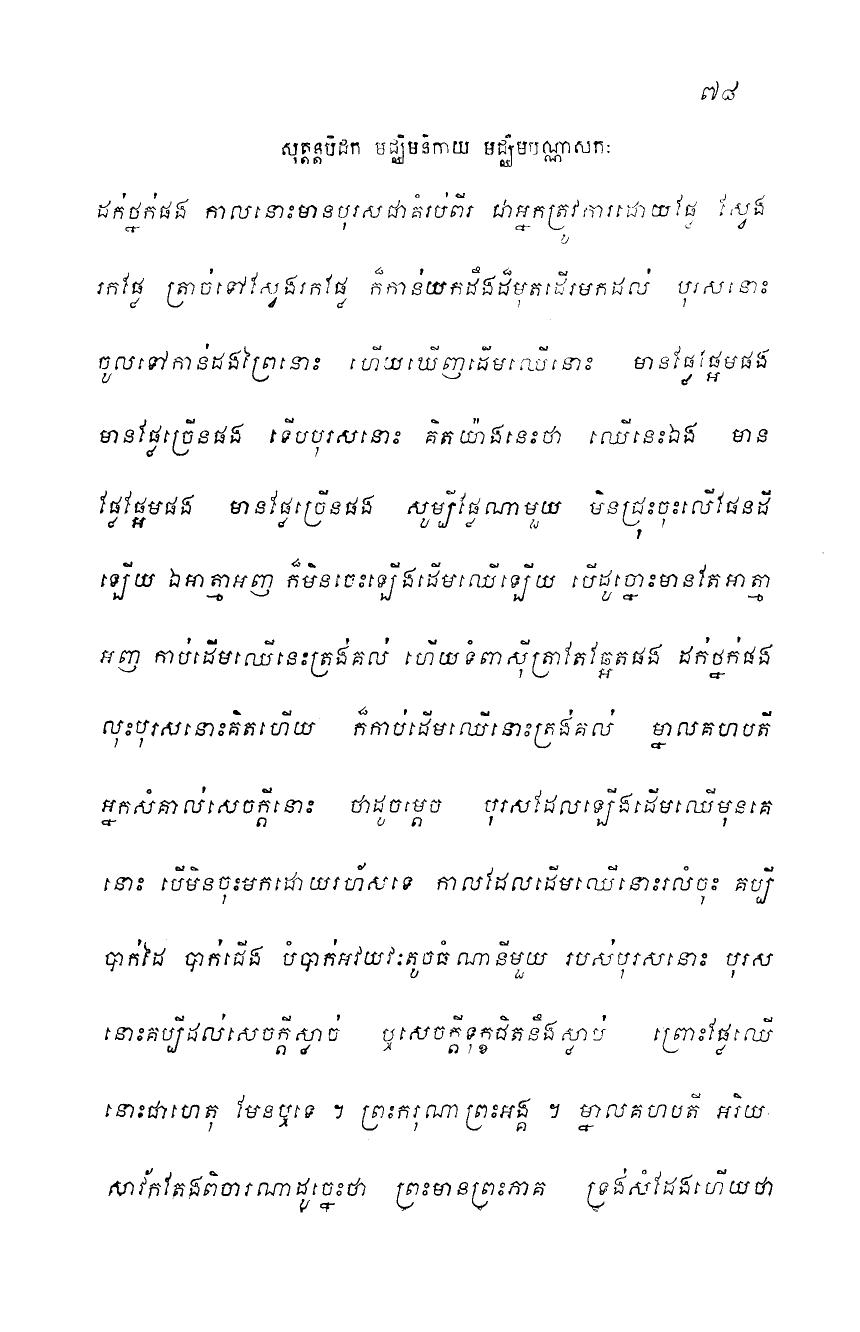 ៧៨
សុត្តន្តបិដក មជ្ឈិមនិកាយ មជ្ឈិមបណ្ណាសកៈ
ដក់ថ្នក់ផង កាលនោះមានបុរសជាគំរប់ពីរ ជាអ្នកត្រូវការដោយផ្លែ ស្វែង
រកផ្លែ ត្រាច់ទៅស្វែងរកផ្លែ ក៏កាន់យកដឹងដ៏មុតដើរមកដល់ បុរសនោះ
ចូលទៅកាន់ដងព្រៃនោះ ហើយឃើញដើមឈើនោះ មានផ្លែផ្អែមផង
មានផ្លែច្រើនផង ទើបបុរសនោះ គិតយ៉ាងនេះថា ឈើនេះឯង មាន
ផ្លែផ្អែមផង មានផ្លែច្រើនផង សូម្បីផ្លែណាមួយ មិនជ្រុះចុះលើផែនដី
ឡើយ ឯអាត្មាអញ ក៏មិនចេះឡើងដើមឈើឡើយ បើដូច្នោះមានតែអាត្មា
អញ កាប់ដើមឈើនេះត្រង់គល់ ហើយទំពាស៊ីត្រាតែឆ្អែតផង ដក់ថ្នក់ផង
លុះបុរសនោះគិតហើយ ក៏កាប់ដើមឈើនោះត្រង់គល់ ម្នាលគហបតី
អ្នកសំគាល់សេចក្តីនោះ ថាដូចម្តេច បុរសដែលឡើងដើមឈើមុនគេ
នោះ បើមិនចុះមកដោយរហ័សទេ កាលដែលដើមឈើនោះរលំចុះ គប្បី
បាក់ដៃ បាក់ជើង បំបាក់អវយវៈតូចធំណានីមួយ របស់បុរសនោះ បុរស
នោះគប្បីដល់សេចក្តីស្លាប់ ឬសេចក្តីទុក្ខជិតនឹងស្លាប់ ព្រោះផ្លែឈើ
នោះជាហេតុ មែនឬទេ ។ ព្រះករុណាព្រះអង្គ ។ ម្នាលគហបតី អរិយ
សាវ័កតែងពិចារណាដូច្នេះថា ព្រះមានព្រះភាគ ទ្រង់សំដែងហើយថា